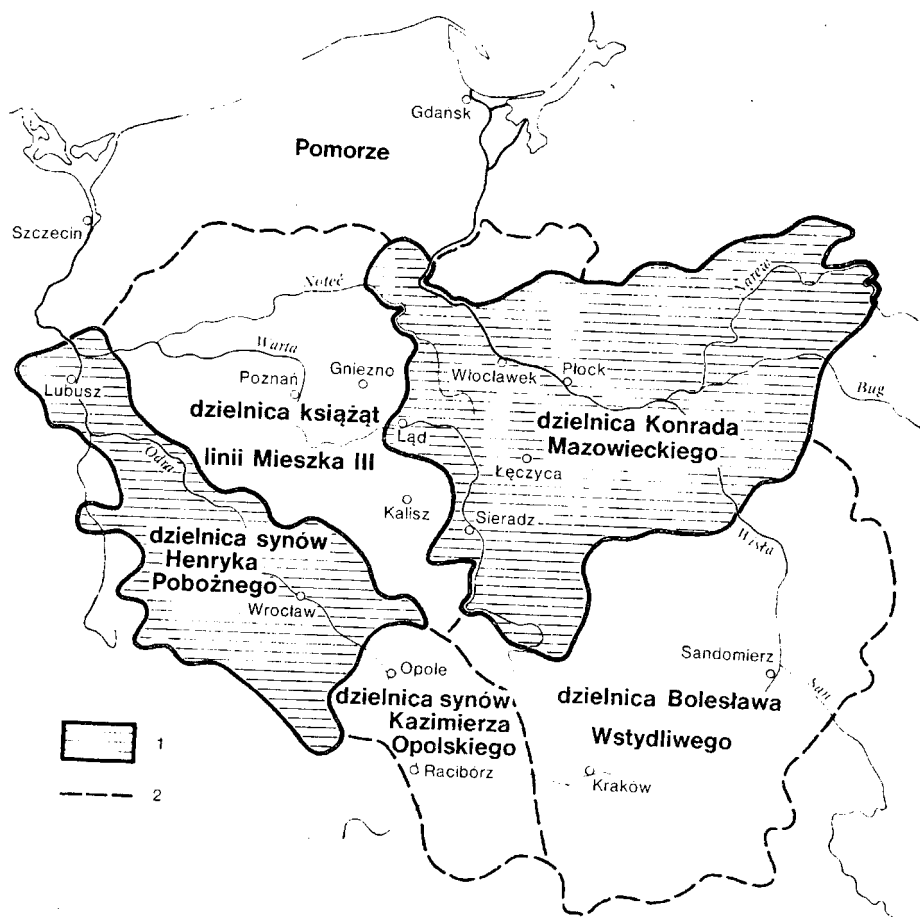 Gdańsk
Pomorze
Szczecin
Noteć
Narew
Warta
Gniezno
Poznań
Włocławek
Płock
Bug
Lubusz
dzielnica książąt
linii Mieszka III
Ląd
dzielnica Konrada
Mazowieckiego
Odra
Łęczyca
Kalisz
Sieradz
Wisła
dzielnica synów
Henryka
Pobożnego
Wrocław
Sandomierz
San
Opole
dzielnica synów
Kazimierza
Opolskiego
dzielnica Bolesława
Wstydliwego
Racibórz
Kraków
1
2